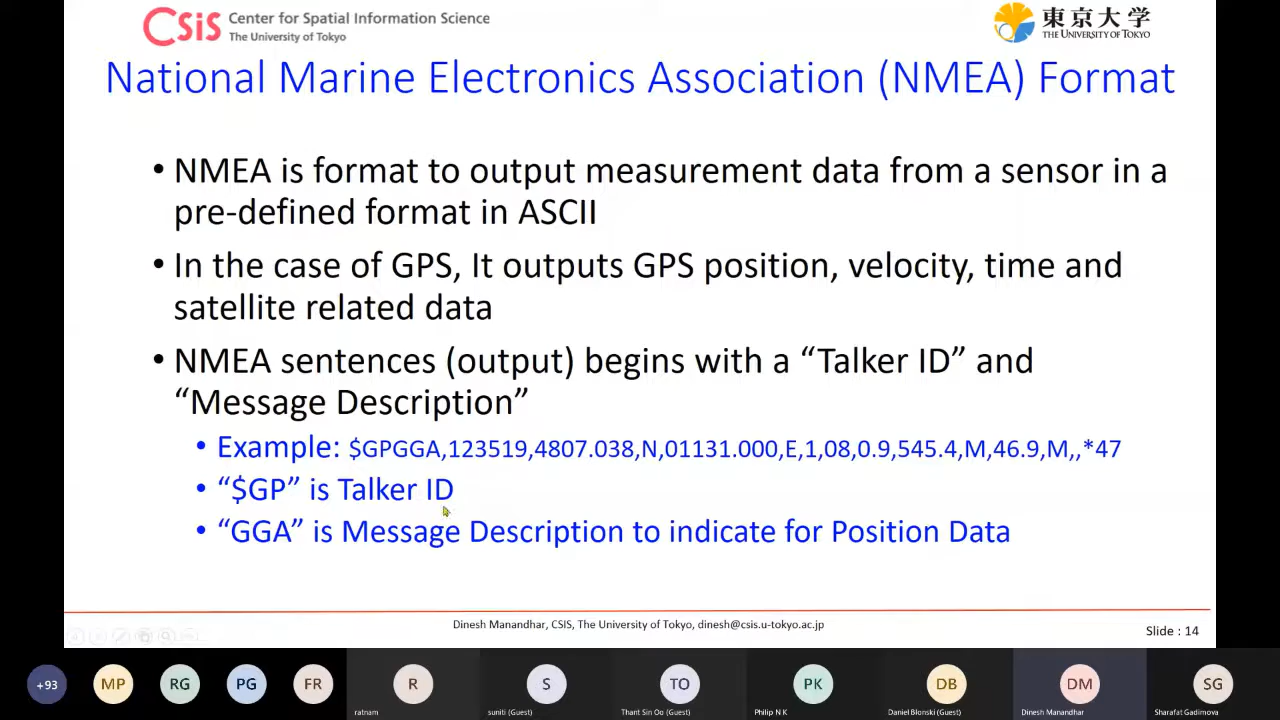 CSIS Center for Spatial Information Science
The University of Tokyo
東京大学
THE UNIVERSITY OF TOKYO
National Marine Electronics Association (NMEA) Format
• NMEA is format to output measurement data from a sensor in a
pre-defined format in ASCII
• In the case of GPS, It outputs GPS position, velocity, time and
satellite related data
• NMEA sentences (output) begins with a “Talker ID” and
“Message Description”
• Example: $GPGGA,123519,4807.038,N,01131.000,E,1,08,0.9,545.4,M,46.9,M,,*47
• “$GP” is Talker ID
• “GGA” is Message Description to indicate for Position Data
Dinesh Manandhar, CSIS, The University of Tokyo, dinesh@csis.u-tokyo.ac.jp
Slide : 14
+93 MP RG PG FR R S TO PK DB DM SG
ratnam suniti (Guest) Thant Sin Oo (Guest) Philip N K Daniel Blonski (Guest) Dinesh Manandhar Sharafat Gadimova